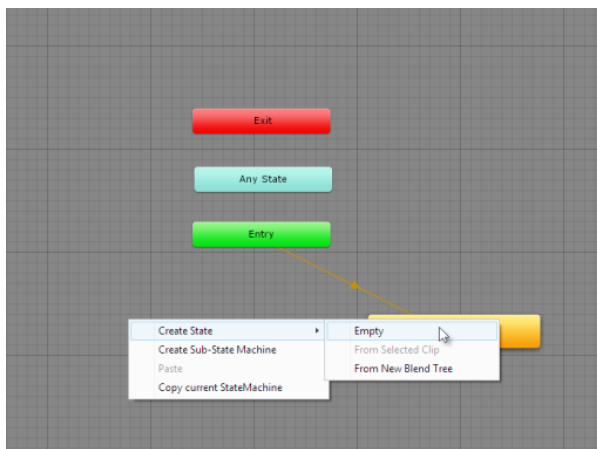 Exit
Any State
Entry
Create State
Create Sub-State Machine
Paste
Copy current StateMachine
Empty
From Selected Clip
From New Blend Tree